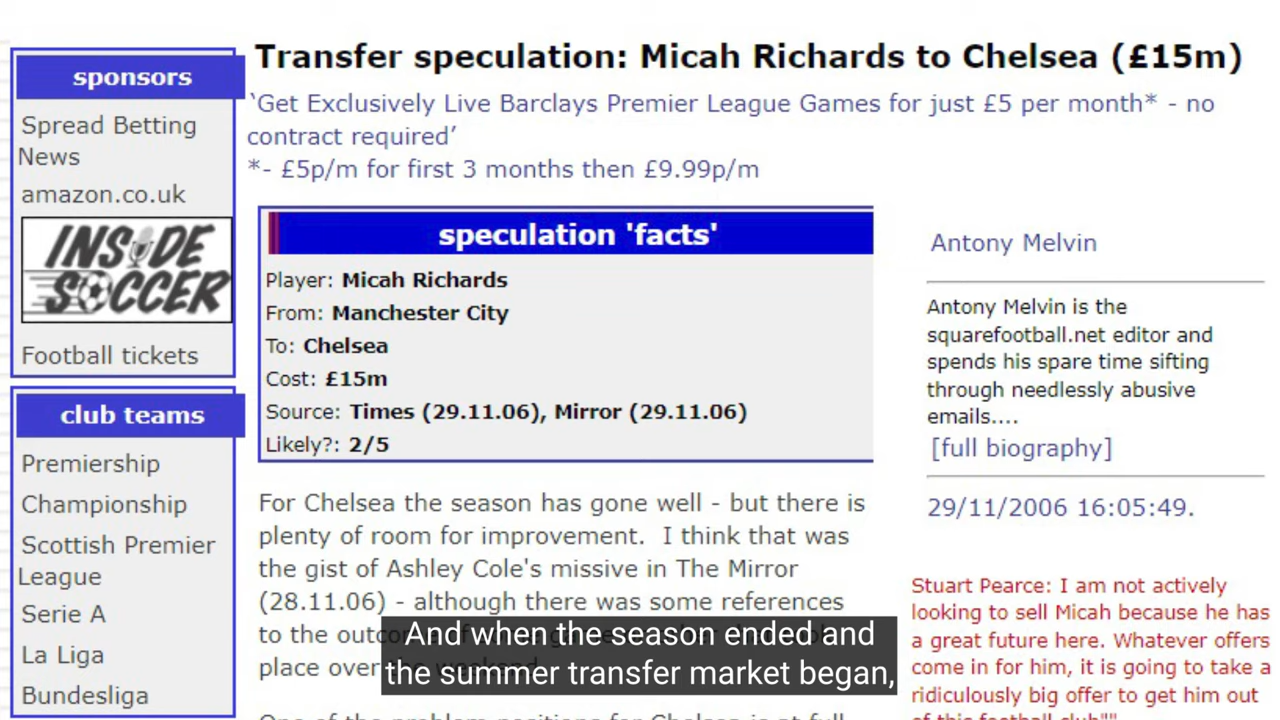 sponsors
Spread Betting
News
amazon.co.uk
INSIDE
SOCCER
Football tickets
club teams
Premiership
Championship
Scottish Premier
League
Serie A
La Liga
Bundesliga
Transfer speculation: Micah Richards to Chelsea (£15m)
‘Get Exclusively Live Barclays Premier League Games for just £5 per month* - no
contract required’
*- £5p/m for first 3 months then £9.99p/m
speculation 'facts'
Player: Micah Richards
From: Manchester City
To: Chelsea
Cost: £15m
Source: Times (29.11.06), Mirror (29.11.06)
Likely?: 2/5
For Chelsea the season has gone well - but there is
plenty of room for improvement. I think that was
the gist of Ashley Cole's missive in The Mirror
(28.11.06) - although there was some references
to the
place over
Antony Melvin
Antony Melvin is the
squarefootball.net editor and
spends his spare time sifting
through needlessly abusive
emails....
[full biography]
29/11/2006 16:05:49.
Stuart Pearce: I am not actively
looking to sell Micah because he has
a great future here. Whatever offers
come in for him, it is going to take a
ridiculously big offer to get him out
of this football club""
And when the season ended and
the summer transfer market began,